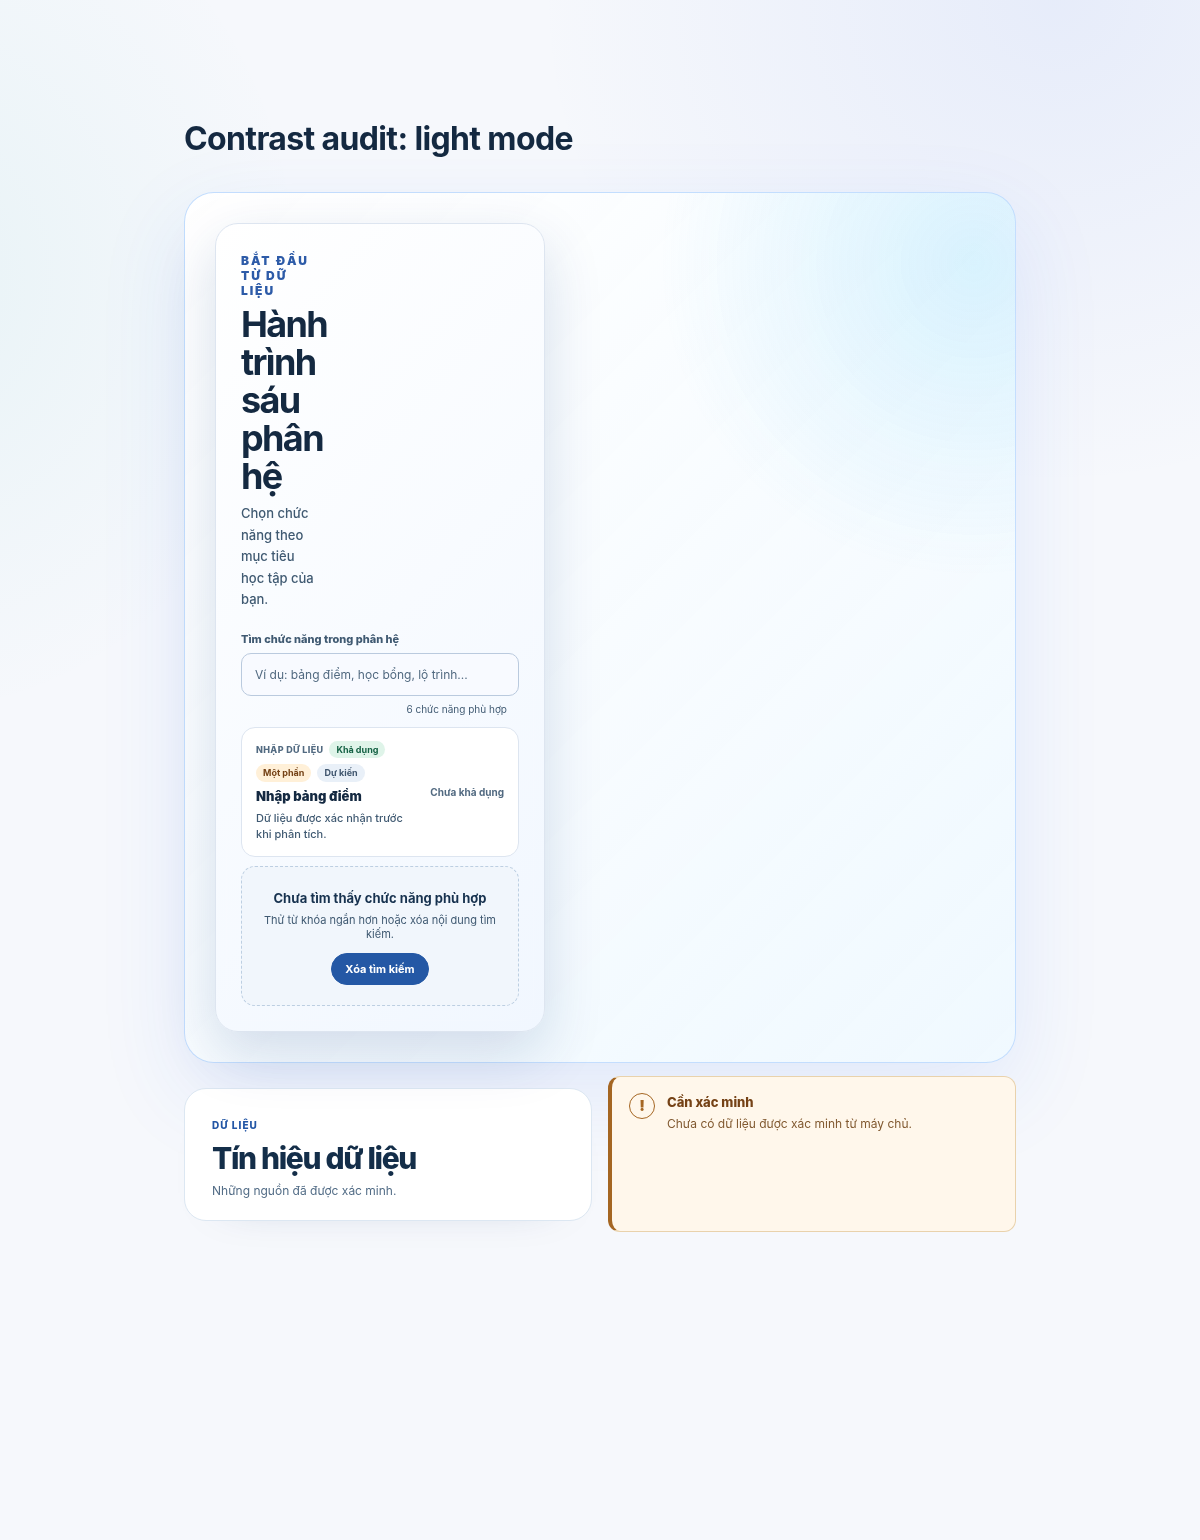 Contrast audit: light mode
BẮT ĐẦU
TỪ DỮ
LIỆU
Hành
trình
sáu
phân
hệ
Chọn chức
năng theo
mục tiêu
học tập của
bạn.
Tìm chức năng trong phân hệ
Ví dụ: bảng điểm, học bổng, lộ trình...
6 chức năng phù hợp
NHẬP DỮ LIỆU Khả dụng
Một phần Dự kiến
Nhập bảng điểm
Chưa khả dụng
Dữ liệu được xác nhận trước
khi phân tích.
Chưa tìm thấy chức năng phù hợp
Thử từ khóa ngắn hơn hoặc xóa nội dung tìm
kiếm.
Xóa tìm kiếm
DỮ LIỆU
Tín hiệu dữ liệu
Những nguồn đã được xác minh.
!
Cần xác minh
Chưa có dữ liệu được xác minh từ máy chủ.